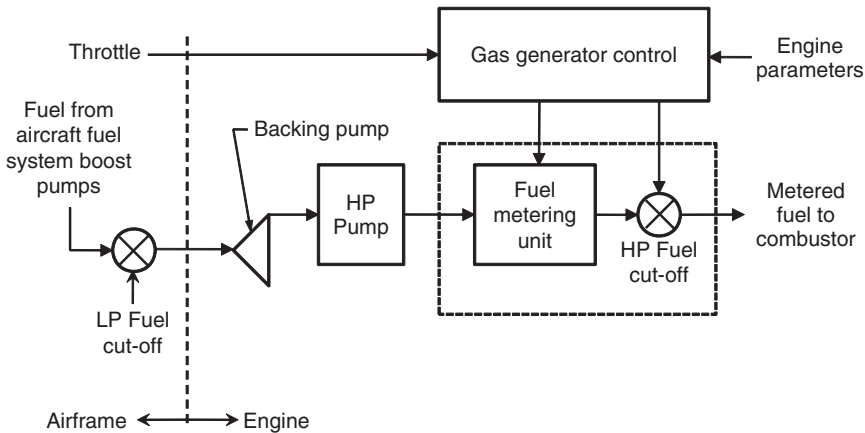 Throttle
Gas generator control
Engine
parameters
Fuel from
aircraft fuel
system boost
pumps
Backing pump
HP
Pump
Fuel
metering
unit
Metered
fuel to
combustor
HP Fuel
cut-off
LP Fuel
cut-off
Airframe
Engine